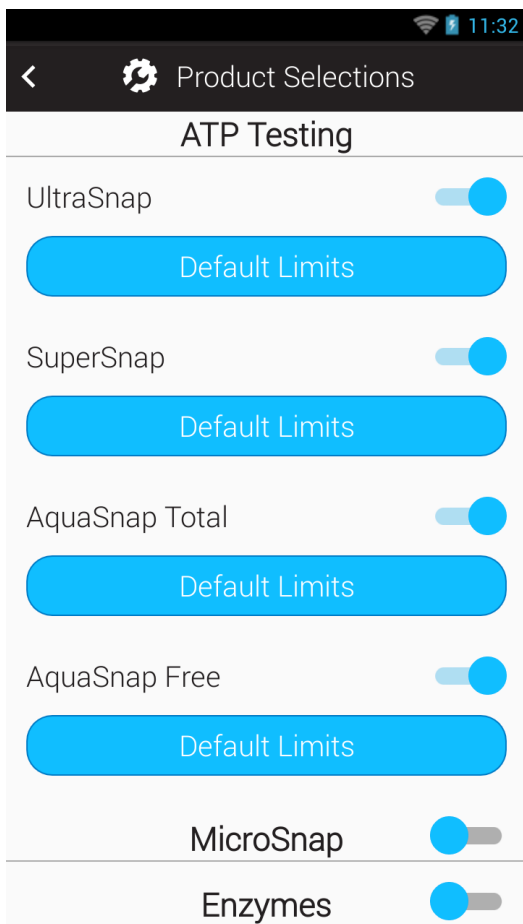 11:32
Product Selections
ATP Testing
UltraSnap
Default Limits
SuperSnap
Default Limits
AquaSnap Total
Default Limits
AquaSnap Free
Default Limits
MicroSnap
Enzymes